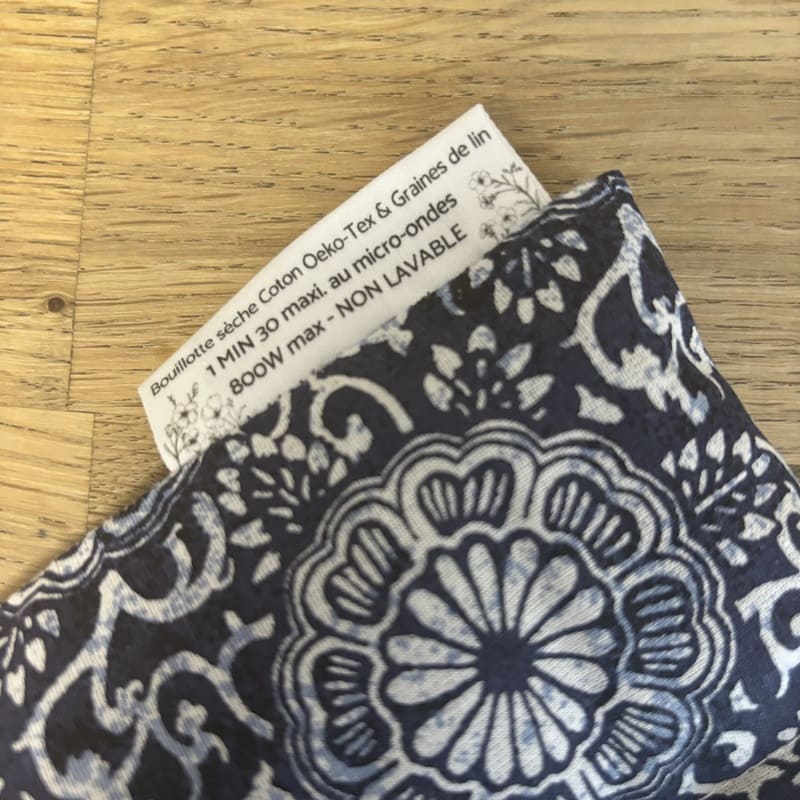 Bouillotte sèche Coton Oeko-Tex & Graines de lin
1 MIN 30 maxi. au micro-ondes
800W max - NON LAVABLE